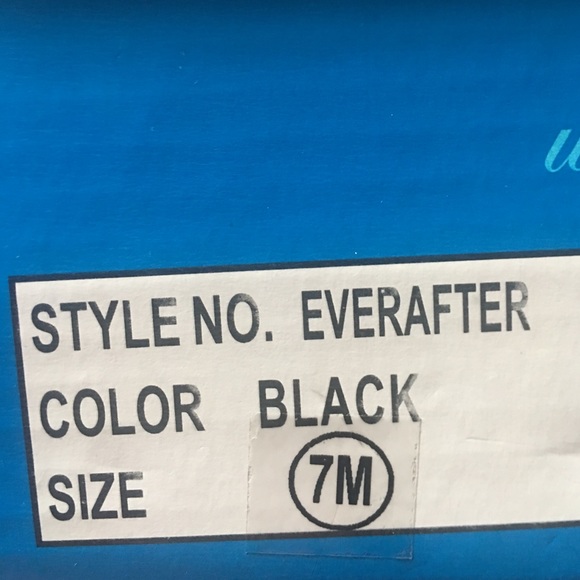 STYLE NO. EVERAFTER
COLOR BLACK
SIZE 7M